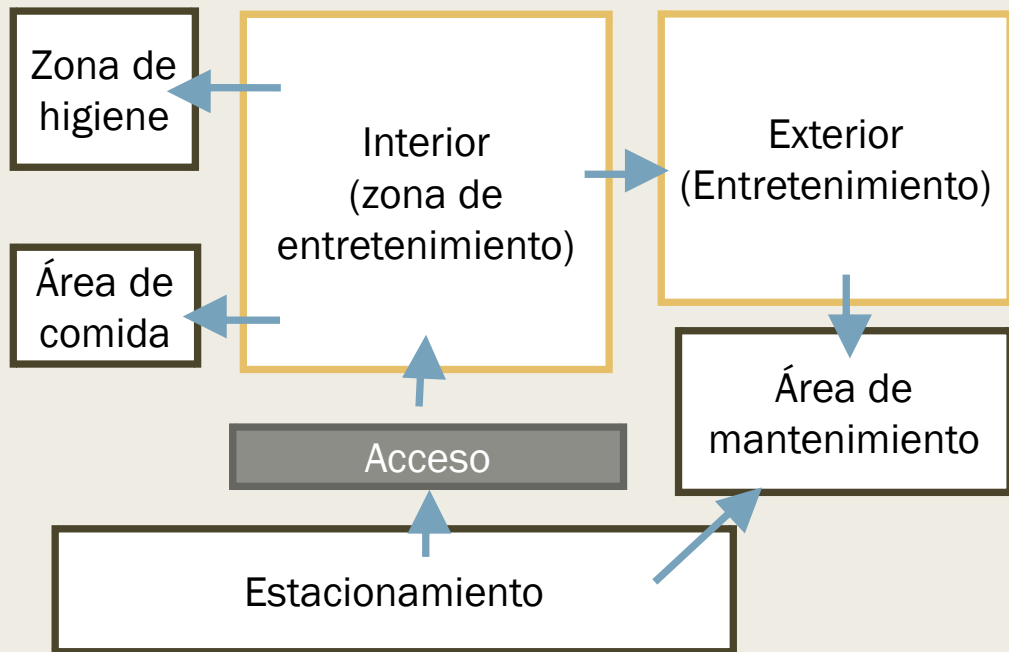 Zona de
higiene
Interior
(zona de
entretenimiento)
Exterior
(Entretenimiento)
Área de
comida
Área de
mantenimiento
Acceso
Estacionamiento